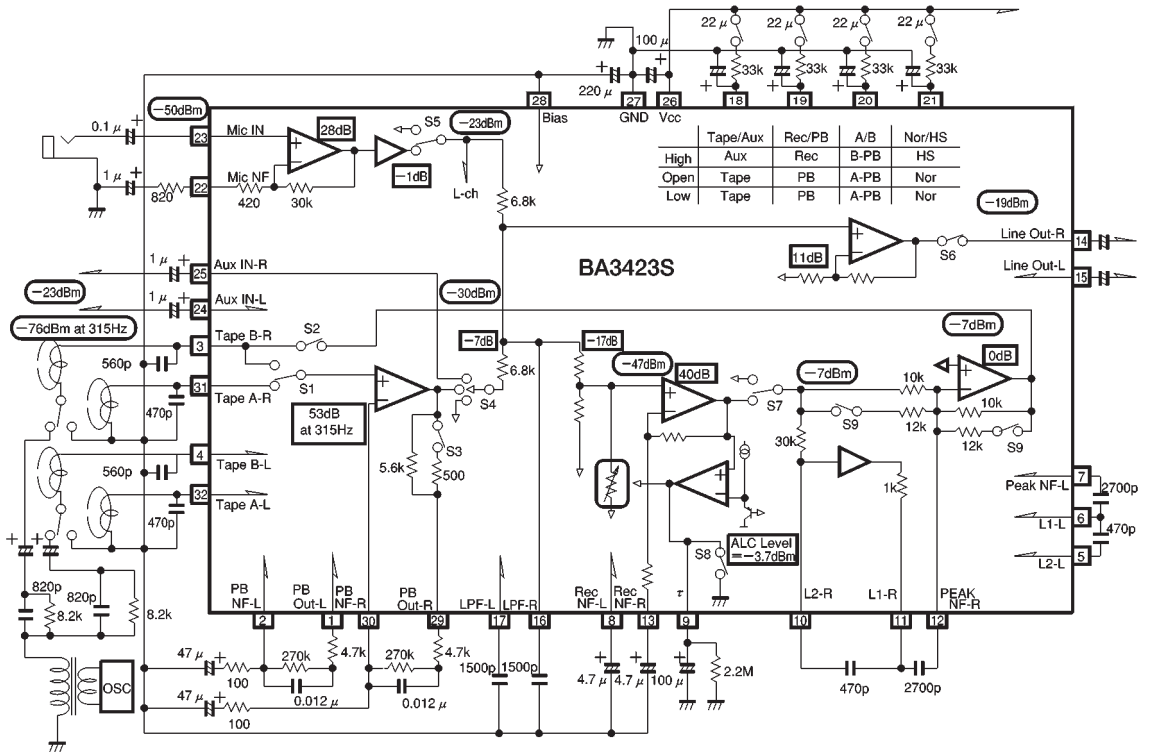 22 μ
22 μ
22 μ
22 μ
100 μ
33k
33k
33k
33k
220 μ
28
27
26
18
19
20
21
−50dBm
Bias
GND
Vcc
0.1 μ
23
Mic IN
28dB
S5
−23dBm
Tape/Aux
Rec/PB
A/B
Nor/HS
High
Aux
Rec
B-PB
HS
Open
Tape
PB
A-PB
Nor
Low
Tape
PB
A-PB
Nor
1 μ
22
Mic NF
−1dB
L-ch
820
420
30k
6.8k
−19dBm
Line Out-R
14
S6
11dB
BA3423S
Line Out-L
15
1 μ
25
Aux IN-R
−23dBm
1 μ
24
Aux IN-L
−30dBm
−76dBm at 315Hz
3
Tape B-R
S2
−7dB
−17dB
−7dBm
560p
S1
6.8k
−47dBm
40dB
−7dBm
0dB
31
Tape A-R
S4
S7
10k
470p
53dB
at 315Hz
S9
12k
10k
S3
30k
12k
S9
4
Tape B-L
560p
5.6k
500
1k
7
Peak NF-L
2700p
32
Tape A-L
470p
6
L1-L
470p
ALC Level
=−3.7dBm
S8
5
L2-L
PB
NF-L
PB
Out-L
PB
NF-R
PB
Out-R
LPF-L
LPF-R
Rec
NF-L
Rec
NF-R
τ
L2-R
L1-R
PEAK
NF-R
820p
820p
8.2k
8.2k
2
1
30
29
17
16
8
13
9
10
11
12
47 μ
100
270k
4.7k
270k
4.7k
1500p
1500p
4.7 μ
4.7 μ
100 μ
2.2M
470p
2700p
0.012 μ
0.012 μ
OSC
47 μ
100